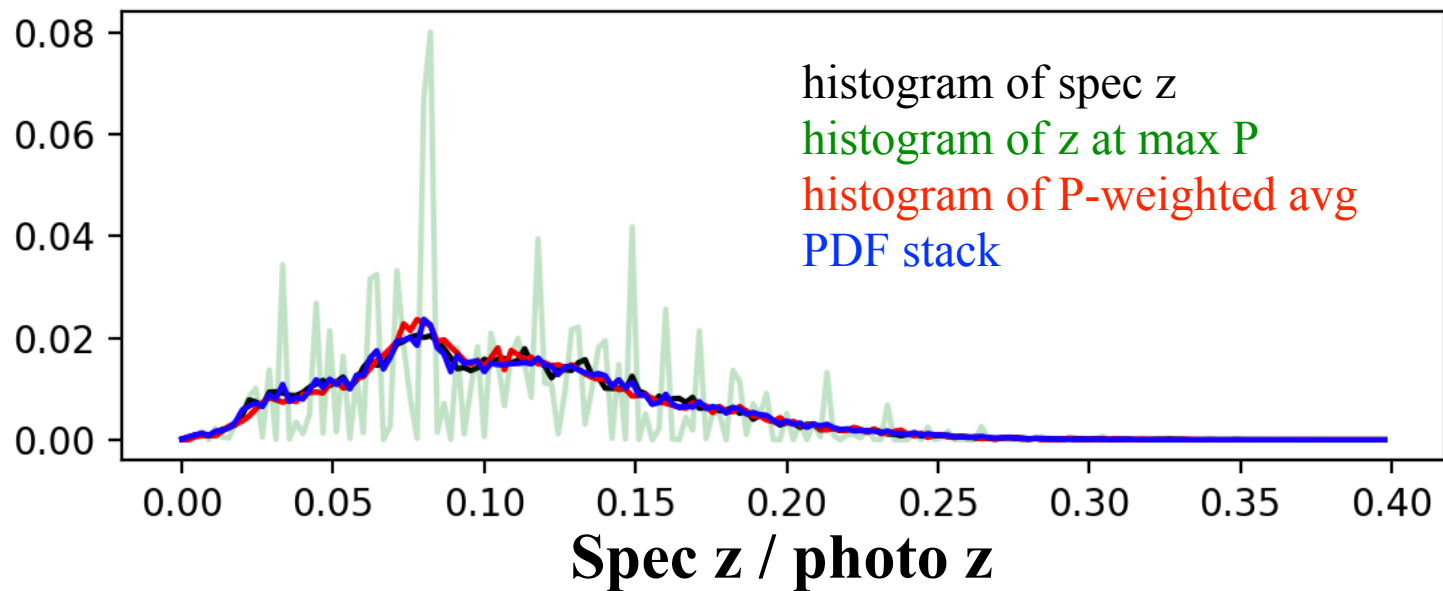 0.08
0.06
0.04
0.02
0.00
histogram of spec z
histogram of z at max P
histogram of P-weighted avg
PDF stack
0.00 0.05 0.10 0.15 0.20 0.25 0.30 0.35 0.40
Spec z / photo z